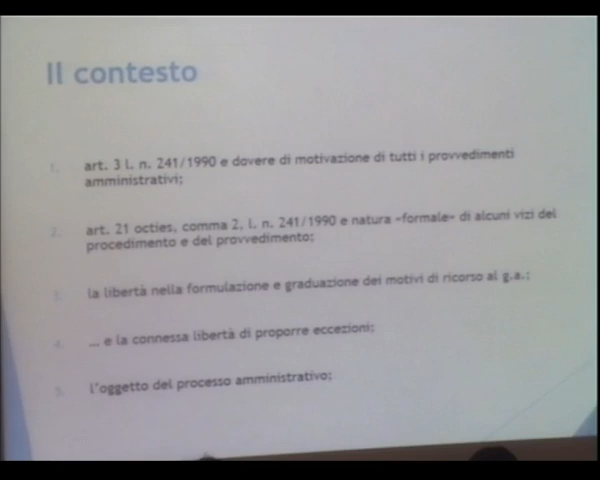 Il contesto
1. art. 3 l. n. 241/1990 e dovere di motivazione di tutti i provvedimenti
amministrativi;
2. art. 21 octies, comma 2, l. n. 241/1990 e natura «formale» di alcuni vizi del
procedimento e del provvedimento;
3. la libertà nella formulazione e graduazione dei motivi di ricorso al g.a.;
4. … e la connessa libertà di proporre eccezioni;
5. l'oggetto del processo amministrativo;